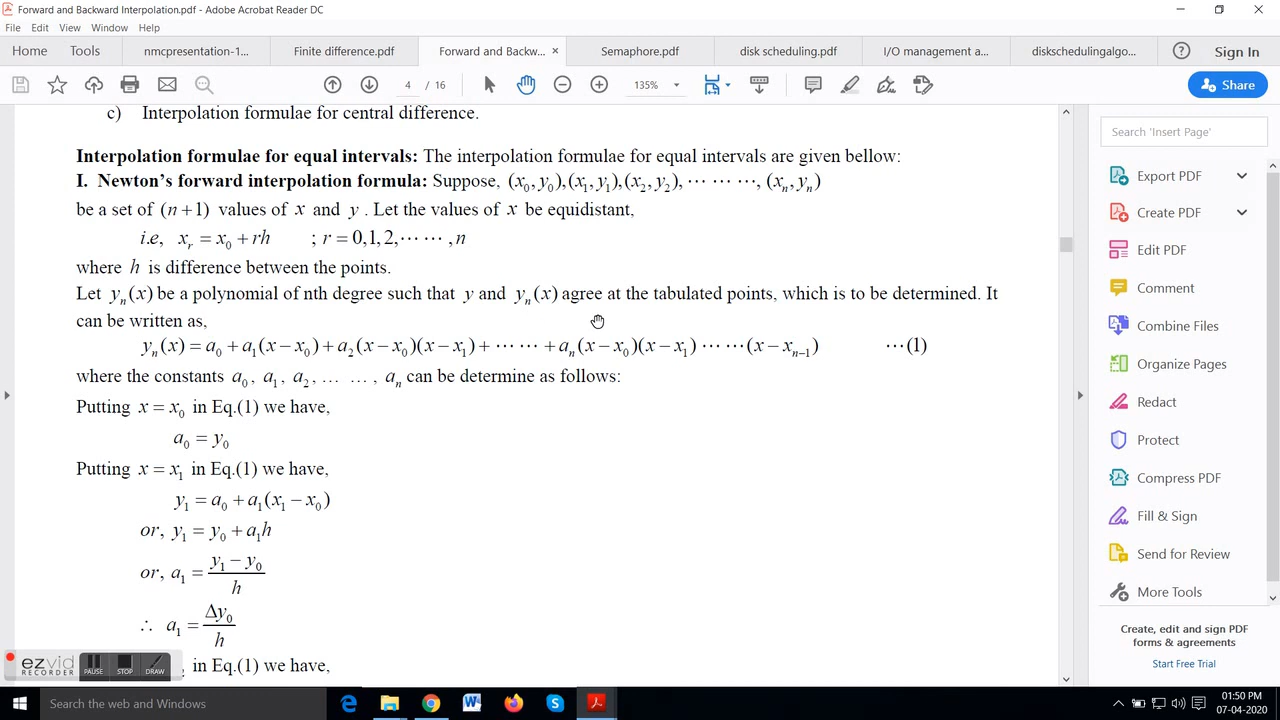 Forward and Backward Interpolation.pdf - Adobe Acrobat Reader DC
File Edit View Window Help
Home Tools nmcpresentation-1... Finite difference.pdf Forward and Backw... × Semaphore.pdf disk scheduling.pdf I/O management a... diskschedulingalgo... Sign In
4 / 16 135% Share
c) Interpolation formulae for central difference.
Interpolation formulae for equal intervals: The interpolation formulae for equal intervals are given bellow:
I. Newton's forward interpolation formula: Suppose, (x₀, y₀),(x₁, y₁),(x₂, y₂), ⋯ ⋯ ⋯, (xₙ, yₙ)
be a set of (n+1) values of x and y. Let the values of x be equidistant,
i.e, xᵣ = x₀ + rh ; r = 0,1,2,⋯ ⋯, n
where h is difference between the points.
Let yₙ(x) be a polynomial of nth degree such that y and yₙ(x) agree at the tabulated points, which is to be determined. It
can be written as,
yₙ(x) = a₀ + a₁(x−x₀) + a₂(x−x₀)(x−x₁) + ⋯ ⋯ + aₙ(x−x₀)(x−x₁) ⋯ ⋯(x−xₙ₋₁) ⋯(1)
where the constants a₀, a₁, a₂, … …, aₙ can be determine as follows:
Putting x = x₀ in Eq.(1) we have,
a₀ = y₀
Putting x = x₁ in Eq.(1) we have,
y₁ = a₀ + a₁(x₁ − x₀)
or, y₁ = y₀ + a₁h
or, a₁ = (y₁ − y₀)/h
∴ a₁ = Δy₀/h
in Eq.(1) we have,
ezvid
RECORDER
PAUSE STOP DRAW
Search 'Insert Page'
Export PDF
Create PDF
Edit PDF
Comment
Combine Files
Organize Pages
Redact
Protect
Compress PDF
Fill & Sign
Send for Review
More Tools
Create, edit and sign PDF
forms & agreements
Start Free Trial
Search the web and Windows
01:50 PM
07-04-2020